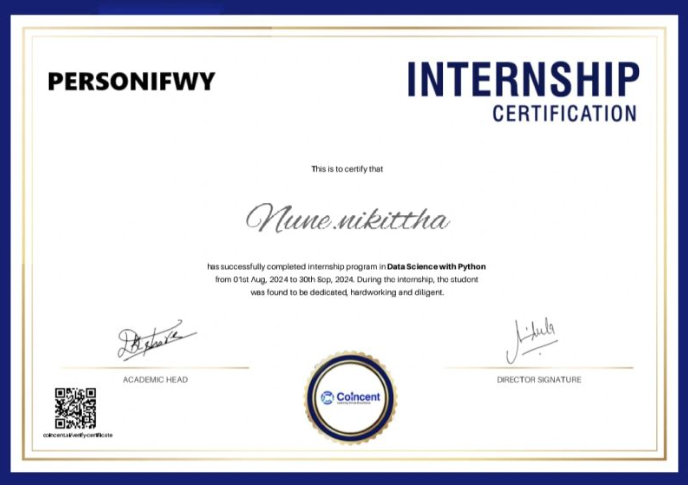 PERSONIFWY
INTERNSHIP
CERTIFICATION
This is to certify that
Nune.nikittha
has successfully completed internship program in Data Science with Python
from 01st Aug, 2024 to 30th Sep, 2024. During the internship, the student
was found to be dedicated, hardworking and diligent.
ACADEMIC HEAD
DIRECTOR SIGNATURE
Coincent
coincent.ai/verify-certificate